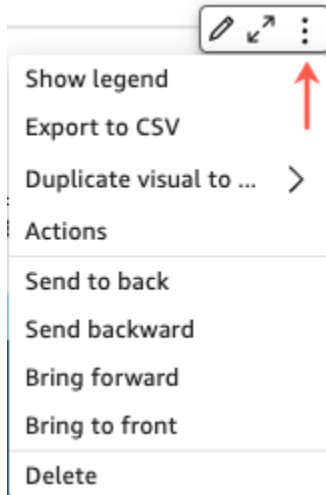 Show legend
Export to CSV
Duplicate visual to ...
Actions
Send to back
Send backward
Bring forward
Bring to front
Delete